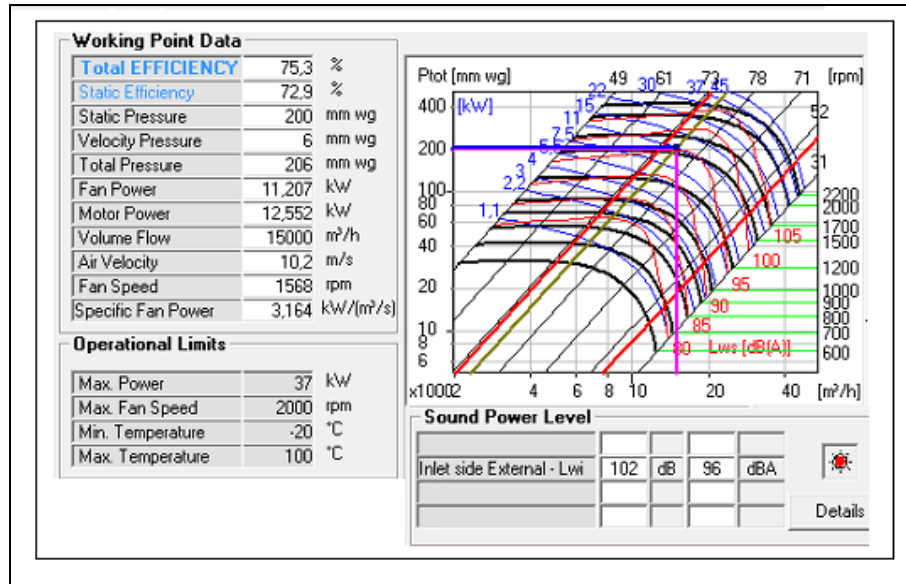 Working Point Data
Total EFFICIENCY 75,3 %
Static Efficiency 72,9 %
Static Pressure 200 mm wg
Velocity Pressure 6 mm wg
Total Pressure 206 mm wg
Fan Power 11,207 kW
Motor Power 12,552 kW
Volume Flow 15000 m³/h
Air Velocity 10,2 m/s
Fan Speed 1568 rpm
Specific Fan Power 3,164 kW/(m³/s)
Operational Limits
Max. Power 37 kW
Max. Fan Speed 2000 rpm
Min. Temperature -20 °C
Max. Temperature 100 °C
Ptot [mm wg] 49 61 73 78 71 [rpm]
22 30 37 45
400 [kW] 15 52
11
7,5
200 5,5 31
4
3
100 2,2 2200
80 2000
60 1,1 1700
40 105 1500
100 1200
20 95 1000
90 900
10 85 800
8 80 Lws [dB(A)] 700
6 600
x10000 2 4 6 8 10 20 40 [m³/h]
Sound Power Level
Inlet side External - Lwi 102 dB 96 dBA
Details